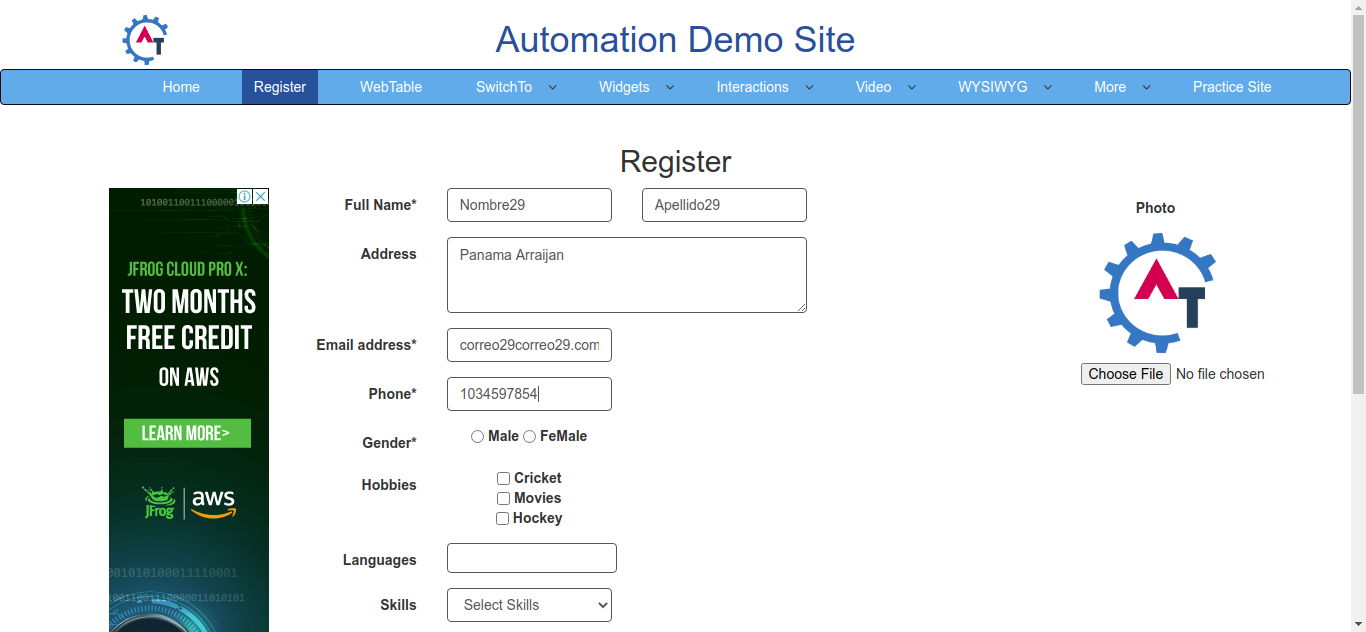 AT
Automation Demo Site
Home Register WebTable SwitchTo Widgets Interactions Video WYSIWYG More Practice Site
Register
Full Name* Nombre29 Apellido29
Address Panama Arraijan
Email address* correo29correo29.com
Phone* 1034597854
Gender* Male FeMale
Hobbies Cricket
Movies
Hockey
Languages
Skills Select Skills
Photo
AT
Choose File No file chosen
JFROG CLOUD PRO X:
TWO MONTHS
FREE CREDIT
ON AWS
LEARN MORE>
JFrog aws